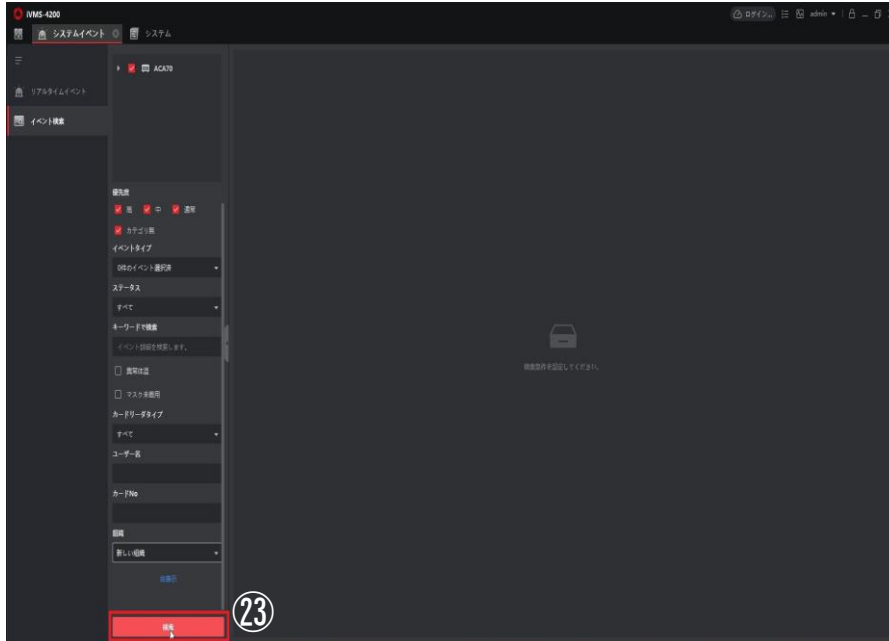 iVMS-4200
ログイン... admin
システムイベント システム
ACA70
リアルタイムイベント
イベント検索
優先度
高 中 通常
カテゴリ無
イベントタイプ
0件のイベント選択済
ステータス
すべて
キーワードで検索
イベント詳細を検索します。
異常体温
マスク未着用
カードリーダタイプ
すべて
ユーザー名
カードNo
組織
新しい組織
検索条件を設定してください。
検索
㉓